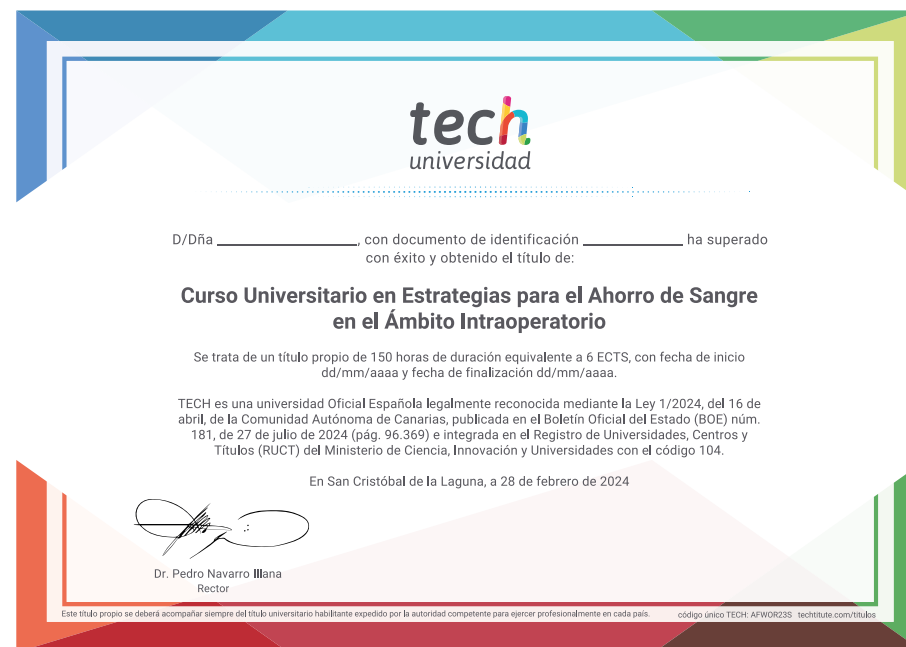 tech
universidad
D/Dña ______________, con documento de identificación ____________ ha superado
con éxito y obtenido el título de:
Curso Universitario en Estrategias para el Ahorro de Sangre
en el Ámbito Intraoperatorio
Se trata de un título propio de 150 horas de duración equivalente a 6 ECTS, con fecha de inicio
dd/mm/aaaa y fecha de finalización dd/mm/aaaa.
TECH es una universidad Oficial Española legalmente reconocida mediante la Ley 1/2024, del 16 de
abril, de la Comunidad Autónoma de Canarias, publicada en el Boletín Oficial del Estado (BOE) núm.
181, de 27 de julio de 2024 (pág. 96.369) e integrada en el Registro de Universidades, Centros y
Títulos (RUCT) del Ministerio de Ciencia, Innovación y Universidades con el código 104.
En San Cristóbal de la Laguna, a 28 de febrero de 2024
Dr. Pedro Navarro Illana
Rector
Este título propio se deberá acompañar siempre del título universitario habilitante expedido por la autoridad competente para ejercer profesionalmente en cada país. código único TECH: AFWOR23S techtitute.com/titulos